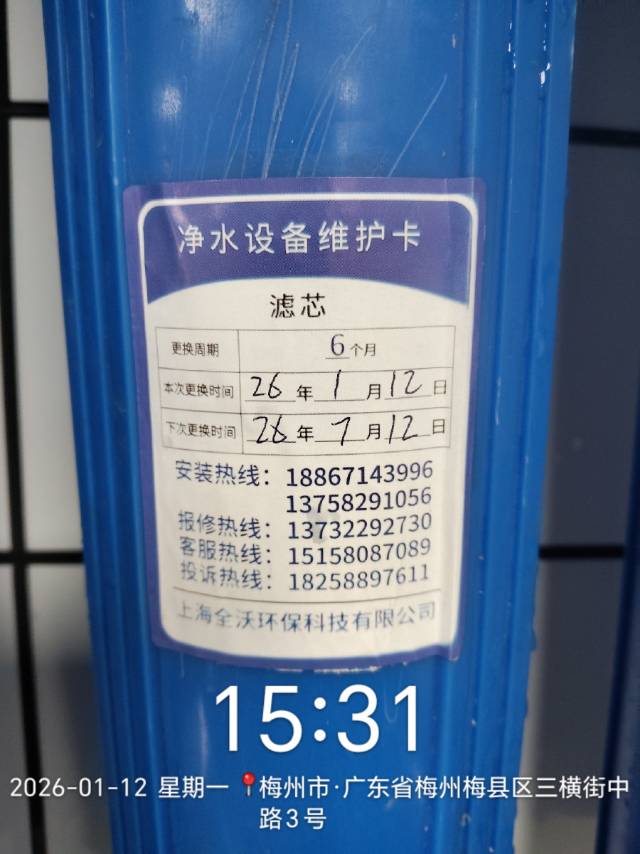 净水设备维护卡
滤芯
更换周期 6个月
本次更换时间 26年1月12日
下次更换时间 26年7月12日
安装热线：18867143996
13758291056
报修热线：13732292730
客服热线：15158087089
投诉热线：18258897611
上海全沃环保科技有限公司
15:31
2026-01-12 星期一 📍梅州市·广东省梅州梅县区三横街中
路3号